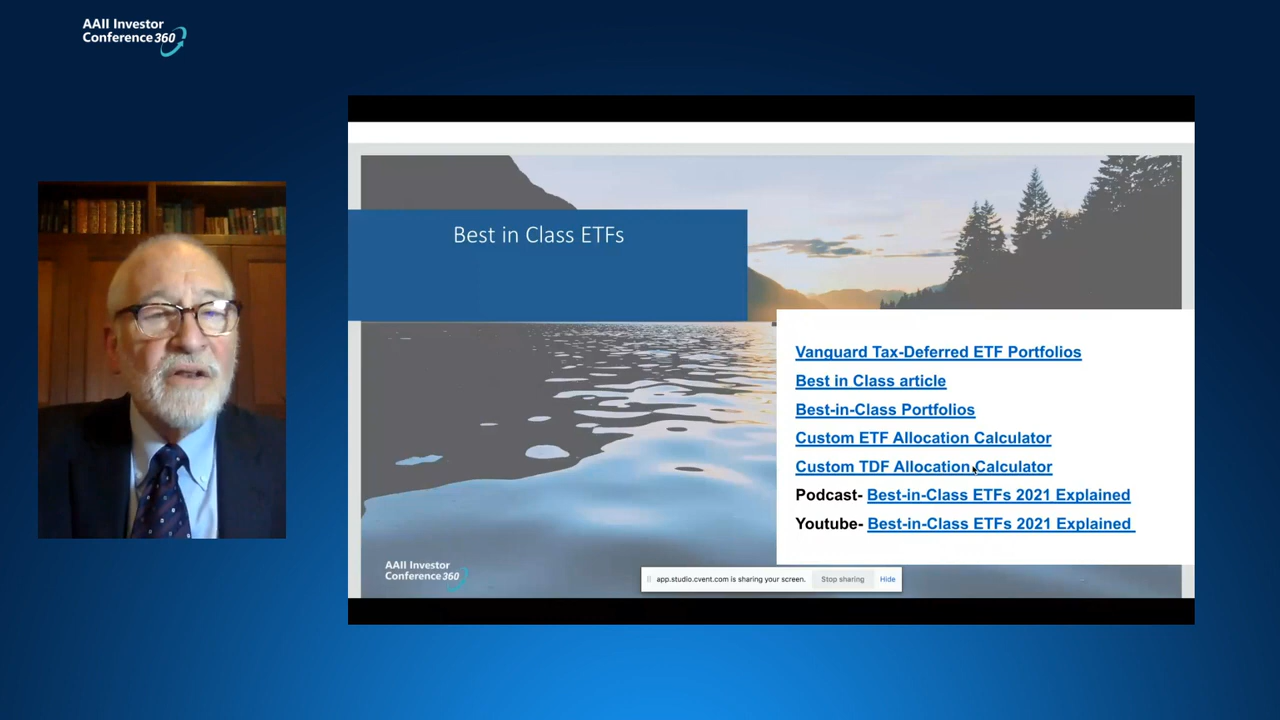 AAII Investor
Conference 360
Best in Class ETFs
Vanguard Tax-Deferred ETF Portfolios
Best in Class article
Best-in-Class Portfolios
Custom ETF Allocation Calculator
Custom TDF Allocation Calculator
Podcast- Best-in-Class ETFs 2021 Explained
Youtube- Best-in-Class ETFs 2021 Explained
AAII Investor
Conference 360
app.studio.cvent.com is sharing your screen. Stop sharing Hide